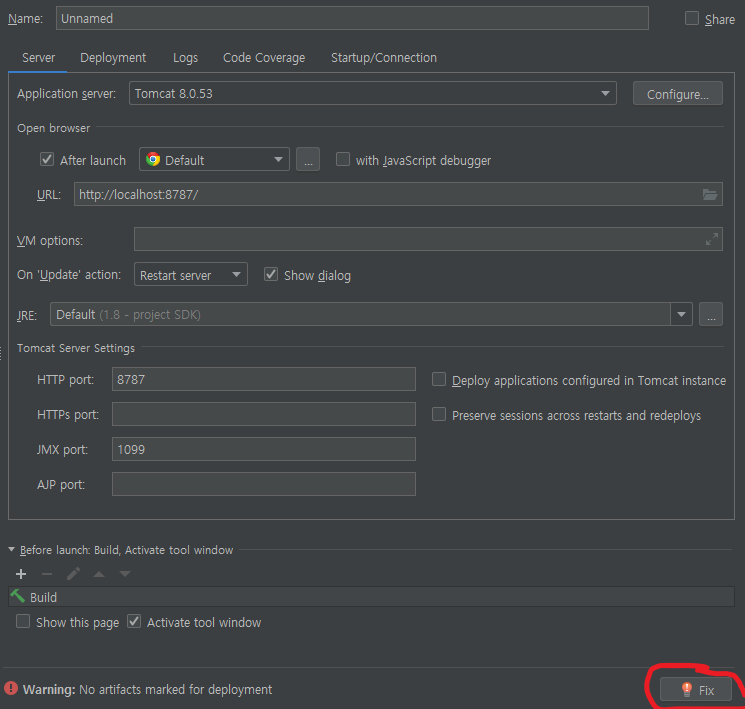 Name: Unnamed Share
Server Deployment Logs Code Coverage Startup/Connection
Application server: Tomcat 8.0.53 Configure...
Open browser
After launch Default ... with JavaScript debugger
URL: http://localhost:8787/
VM options:
On 'Update' action: Restart server Show dialog
JRE: Default (1.8 - project SDK) ...
Tomcat Server Settings
HTTP port: 8787 Deploy applications configured in Tomcat instance
HTTPs port: Preserve sessions across restarts and redeploys
JMX port: 1099
AJP port:
Before launch: Build, Activate tool window
Build
Show this page Activate tool window
Warning: No artifacts marked for deployment Fix